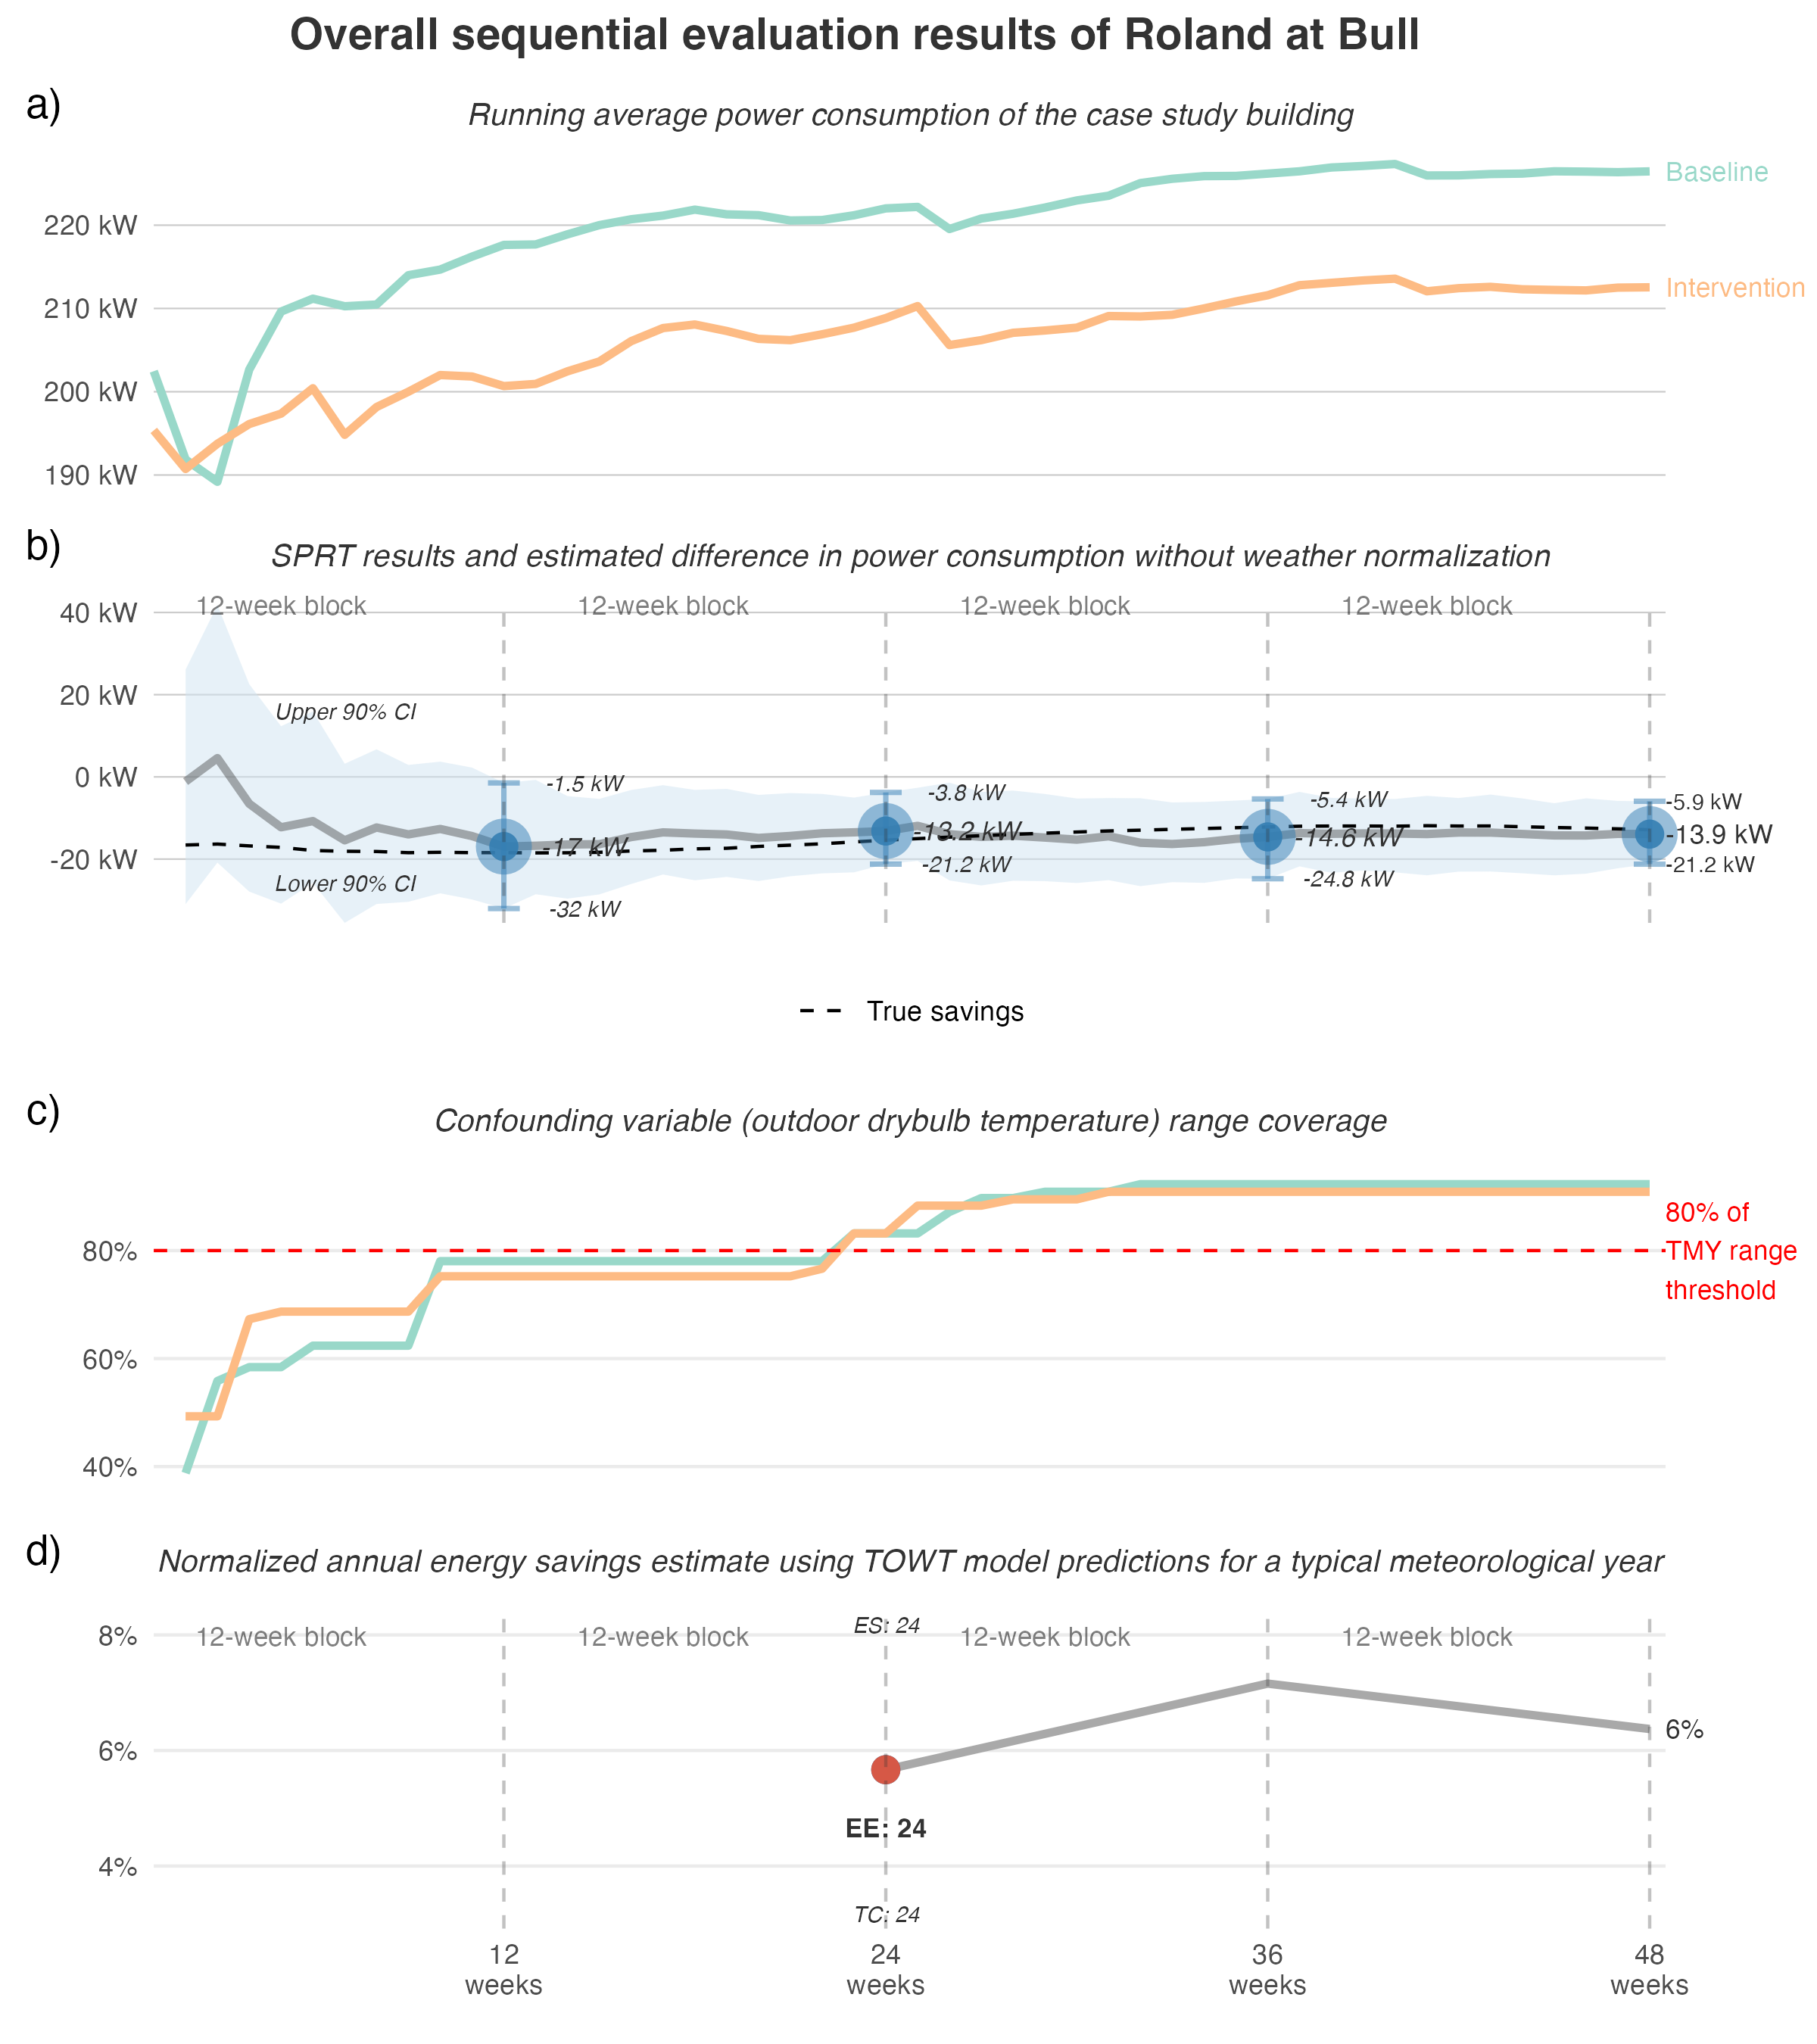 Overall sequential evaluation results of Roland at Bull
a)
Running average power consumption of the case study building
Baseline
220 kW
Intervention
210 kW
200 kW
190 kW
b)
SPRT results and estimated difference in power consumption without weather normalization
12-week block 12-week block 12-week block 12-week block
40 kW
20 kW
Upper 90% CI
0 kW
-1.5 kW -3.8 kW -5.4 kW -5.9 kW
-17 kW -13.2 kW -14.6 kW -13.9 kW
-20 kW
-21.2 kW -21.2 kW
Lower 90% CI
-24.8 kW
-32 kW
True savings
c)
Confounding variable (outdoor drybulb temperature) range coverage
80% of
TMY range
threshold
80%
60%
40%
d)
Normalized annual energy savings estimate using TOWT model predictions for a typical meteorological year
ES: 24
8%
12-week block 12-week block 12-week block 12-week block
6%
6%
EE: 24
4%
TC: 24
12 24 36 48
weeks weeks weeks weeks